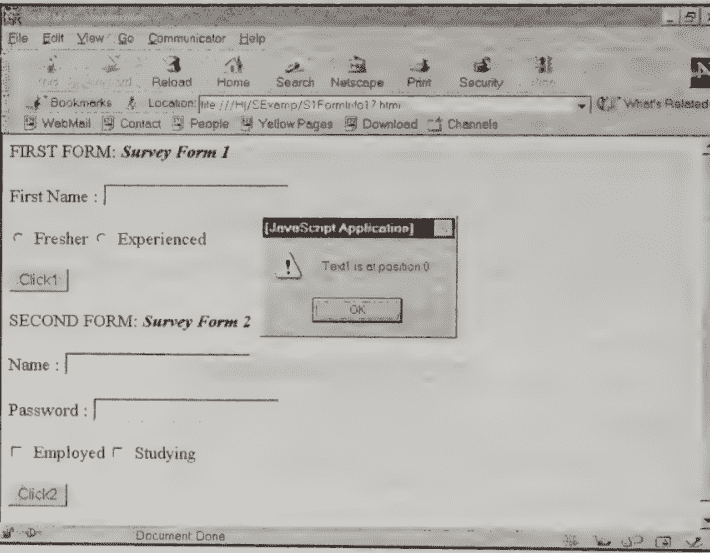 File Edit View Go Communicator Help
Reload Home Search Netscape Print Security
Bookmarks Location: file:///H|/SExamp/S1FormInfo17.html What's Related
WebMail Contact People Yellow Pages Download Channels
FIRST FORM: Survey Form 1
First Name :
Fresher Experienced
Click1
[JavaScript Application]
Text1 is at position 0
OK
SECOND FORM: Survey Form 2
Name :
Password :
Employed Studying
Click2
Document Done